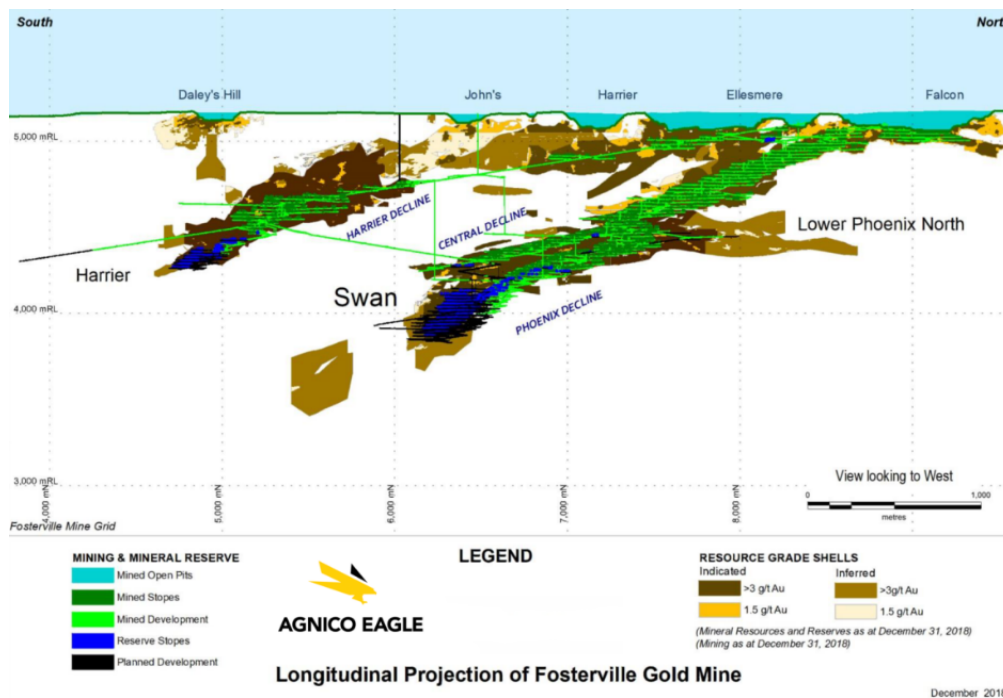 South
Nort
Daley's Hill
John's
Harrier
Ellesmere
Falcon
5,000 mRL
HARRIER DECLINE
CENTRAL DECLINE
Lower Phoenix North
Harrier
Swan
4,000 mRL
PHOENIX DECLINE
3,000 mRL
4,000 mN
5,000 mN
6,000 mN
7,000 mN
8,000 mN
View looking to West
0
1,000
metres
Fosterville Mine Grid
MINING & MINERAL RESERVE
Mined Open Pits
Mined Stopes
Mined Development
Reserve Stopes
Planned Development
LEGEND
AGNICO EAGLE
RESOURCE GRADE SHELLS
Indicated
Inferred
>3 g/t Au
>3g/t Au
1.5 g/t Au
1.5 g/t Au
(Mineral Resources and Reserves as at December 31, 2018)
(Mining as at December 31, 2018)
Longitudinal Projection of Fosterville Gold Mine
December